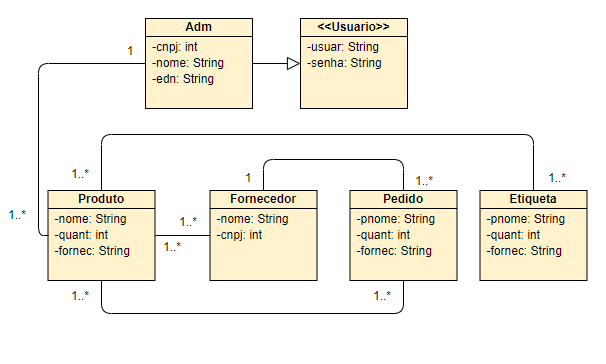 Adm
-cnpj: int
-nome: String
-edn: String
<<Usuario>>
-usuar: String
-senha: String
1
1..*
1
1..*
1..*
1..*
Produto
-nome: String
-quant: int
-fornec: String
1..*
1..*
Fornecedor
-nome: String
-cnpj: int
Pedido
-pnome: String
-quant: int
-fornec: String
Etiqueta
-pnome: String
-quant: int
-fornec: String
1..*
1..*